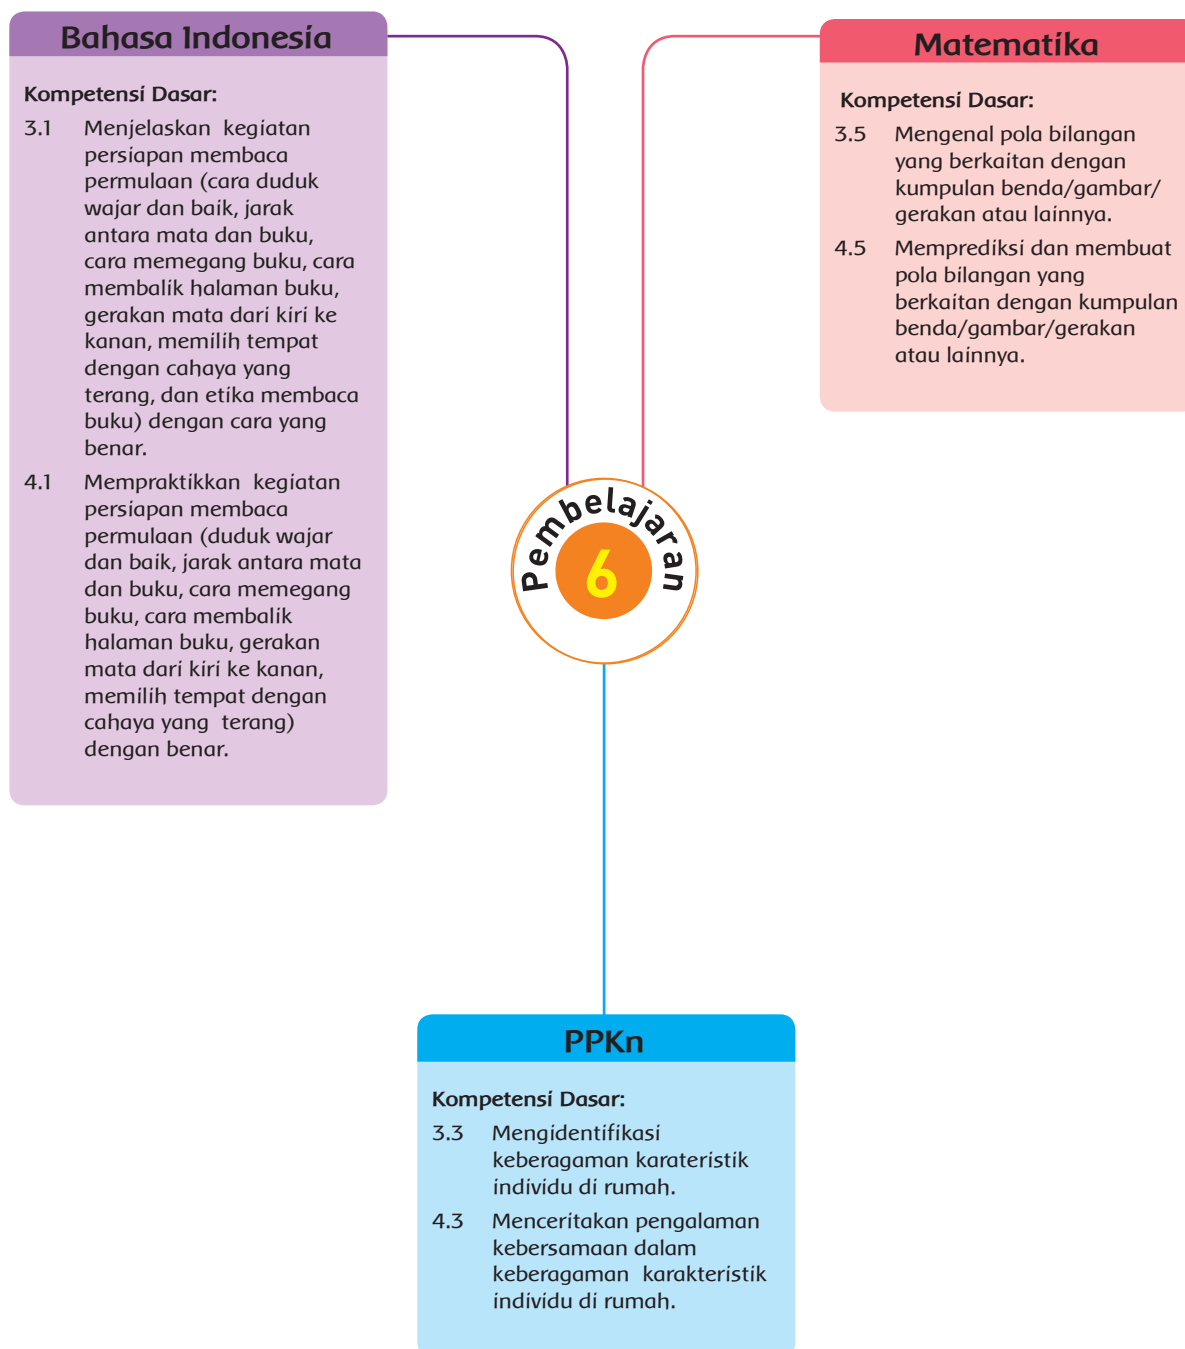 Bahasa Indonesia
Kompetensi Dasar:
3.1 Menjelaskan kegiatan
persiapan membaca
permulaan (cara duduk
wajar dan baik, jarak
antara mata dan buku,
cara memegang buku, cara
membalik halaman buku,
gerakan mata dari kiri ke
kanan, memilih tempat
dengan cahaya yang
terang, dan etika membaca
buku) dengan cara yang
benar.
4.1 Mempraktikkan kegiatan
persiapan membaca
permulaan (duduk wajar
dan baik, jarak antara mata
dan buku, cara memegang
buku, cara membalik
halaman buku, gerakan
mata dari kiri ke kanan,
memilih tempat dengan
cahaya yang terang)
dengan benar.
Matematika
Kompetensi Dasar:
3.5 Mengenal pola bilangan
yang berkaitan dengan
kumpulan benda/gambar/
gerakan atau lainnya.
4.5 Memprediksi dan membuat
pola bilangan yang
berkaitan dengan kumpulan
benda/gambar/gerakan
atau lainnya.
Pembelajaran
6
PPKn
Kompetensi Dasar:
3.3 Mengidentifikasi
keberagaman karateristik
individu di rumah.
4.3 Menceritakan pengalaman
kebersamaan dalam
keberagaman karakteristik
individu di rumah.